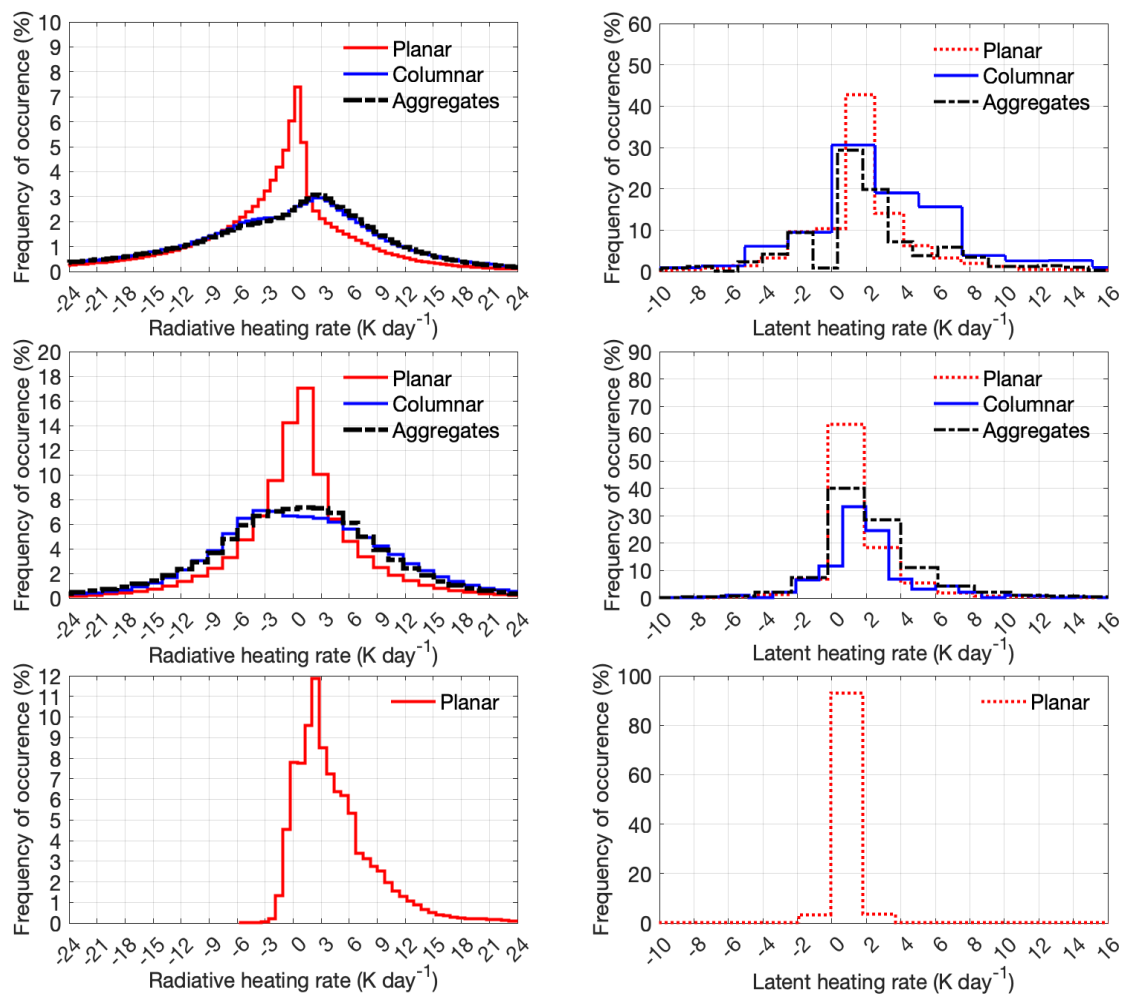 Frequency of occurence (%)
10
9
8
7
6
5
4
3
2
1
0
Planar
Columnar
Aggregates
-24 -21 -18 -15 -12 -9 -6 -3 0 3 6 9 12 15 18 21 24
Radiative heating rate (K day⁻¹)
Frequency of occurence (%)
60
50
40
30
20
10
0
Planar
Columnar
Aggregates
-10 -8 -6 -4 -2 0 2 4 6 8 10 12 14 16
Latent heating rate (K day⁻¹)
Frequency of occurence (%)
20
18
16
14
12
10
8
6
4
2
0
Planar
Columnar
Aggregates
-24 -21 -18 -15 -12 -9 -6 -3 0 3 6 9 12 15 18 21 24
Radiative heating rate (K day⁻¹)
Frequency of occurence (%)
90
80
70
60
50
40
30
20
10
0
Planar
Columnar
Aggregates
-10 -8 -6 -4 -2 0 2 4 6 8 10 12 14 16
Latent heating rate (K day⁻¹)
Frequency of occurence (%)
12
11
10
9
8
7
6
5
4
3
2
1
0
Planar
-24 -21 -18 -15 -12 -9 -6 -3 0 3 6 9 12 15 18 21 24
Radiative heating rate (K day⁻¹)
Frequency of occurence (%)
100
80
60
40
20
0
Planar
-10 -8 -6 -4 -2 0 2 4 6 8 10 12 14 16
Latent heating rate (K day⁻¹)